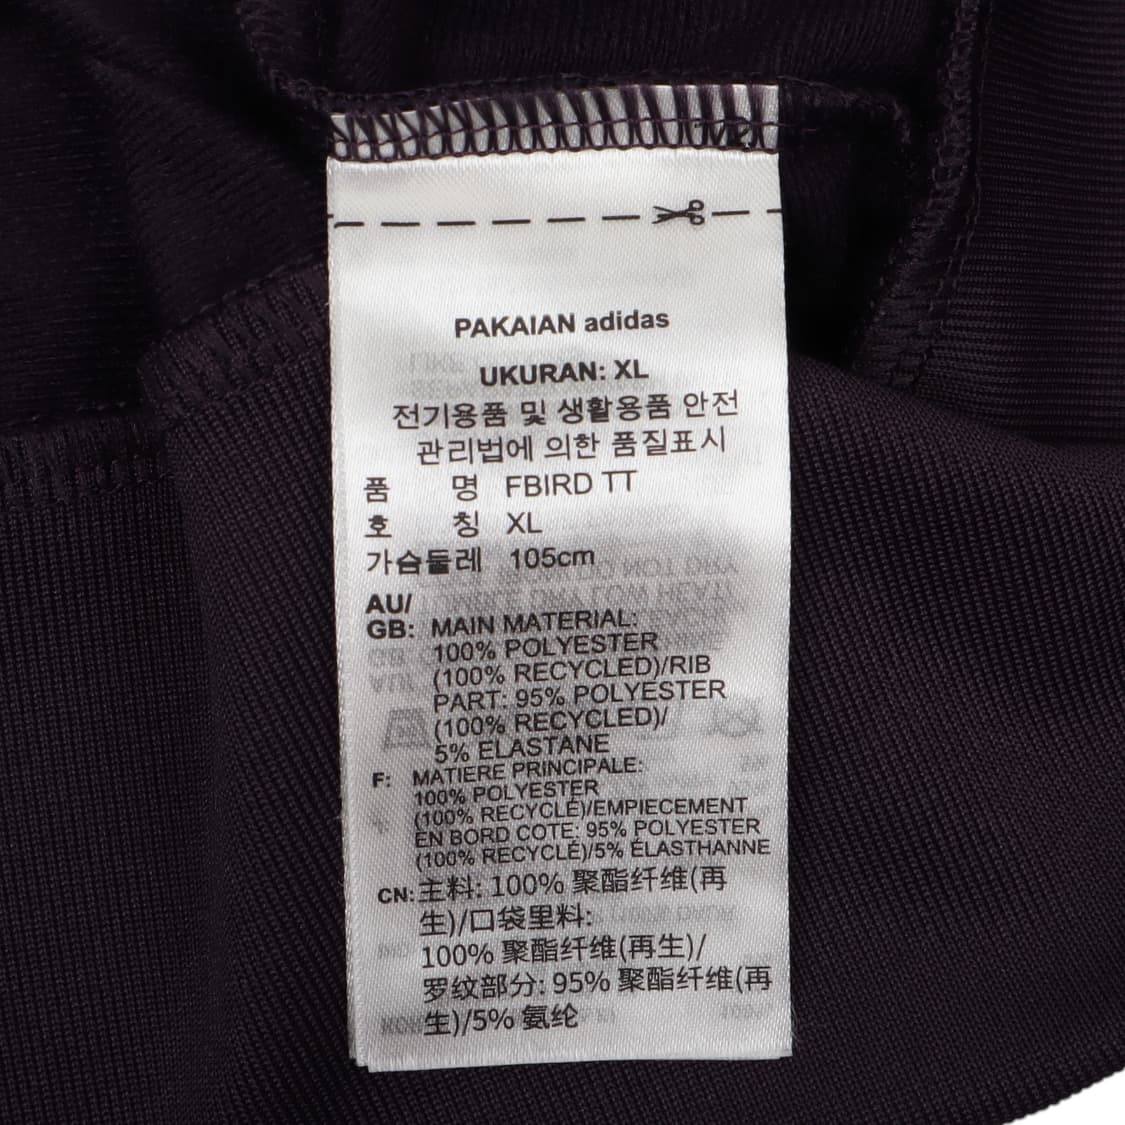 PAKAIAN adidas
UKURAN: XL
전기용품 및 생활용품 안전
관리법에 의한 품질표시
품 명 FBIRD TT
호 칭 XL
가슴둘레 105cm
AU/
GB: MAIN MATERIAL:
100% POLYESTER
(100% RECYCLED)/RIB
PART: 95% POLYESTER
(100% RECYCLED)/
5% ELASTANE
F: MATIERE PRINCIPALE:
100% POLYESTER
(100% RECYCLÉ)/EMPIECEMENT
EN BORD COTE: 95% POLYESTER
(100% RECYCLÉ)/5% ÉLASTHANNE
CN: 主料: 100% 聚酯纤维(再
生)/口袋里料:
100% 聚酯纤维(再生)/
罗纹部分: 95% 聚酯纤维(再
生)/5% 氨纶